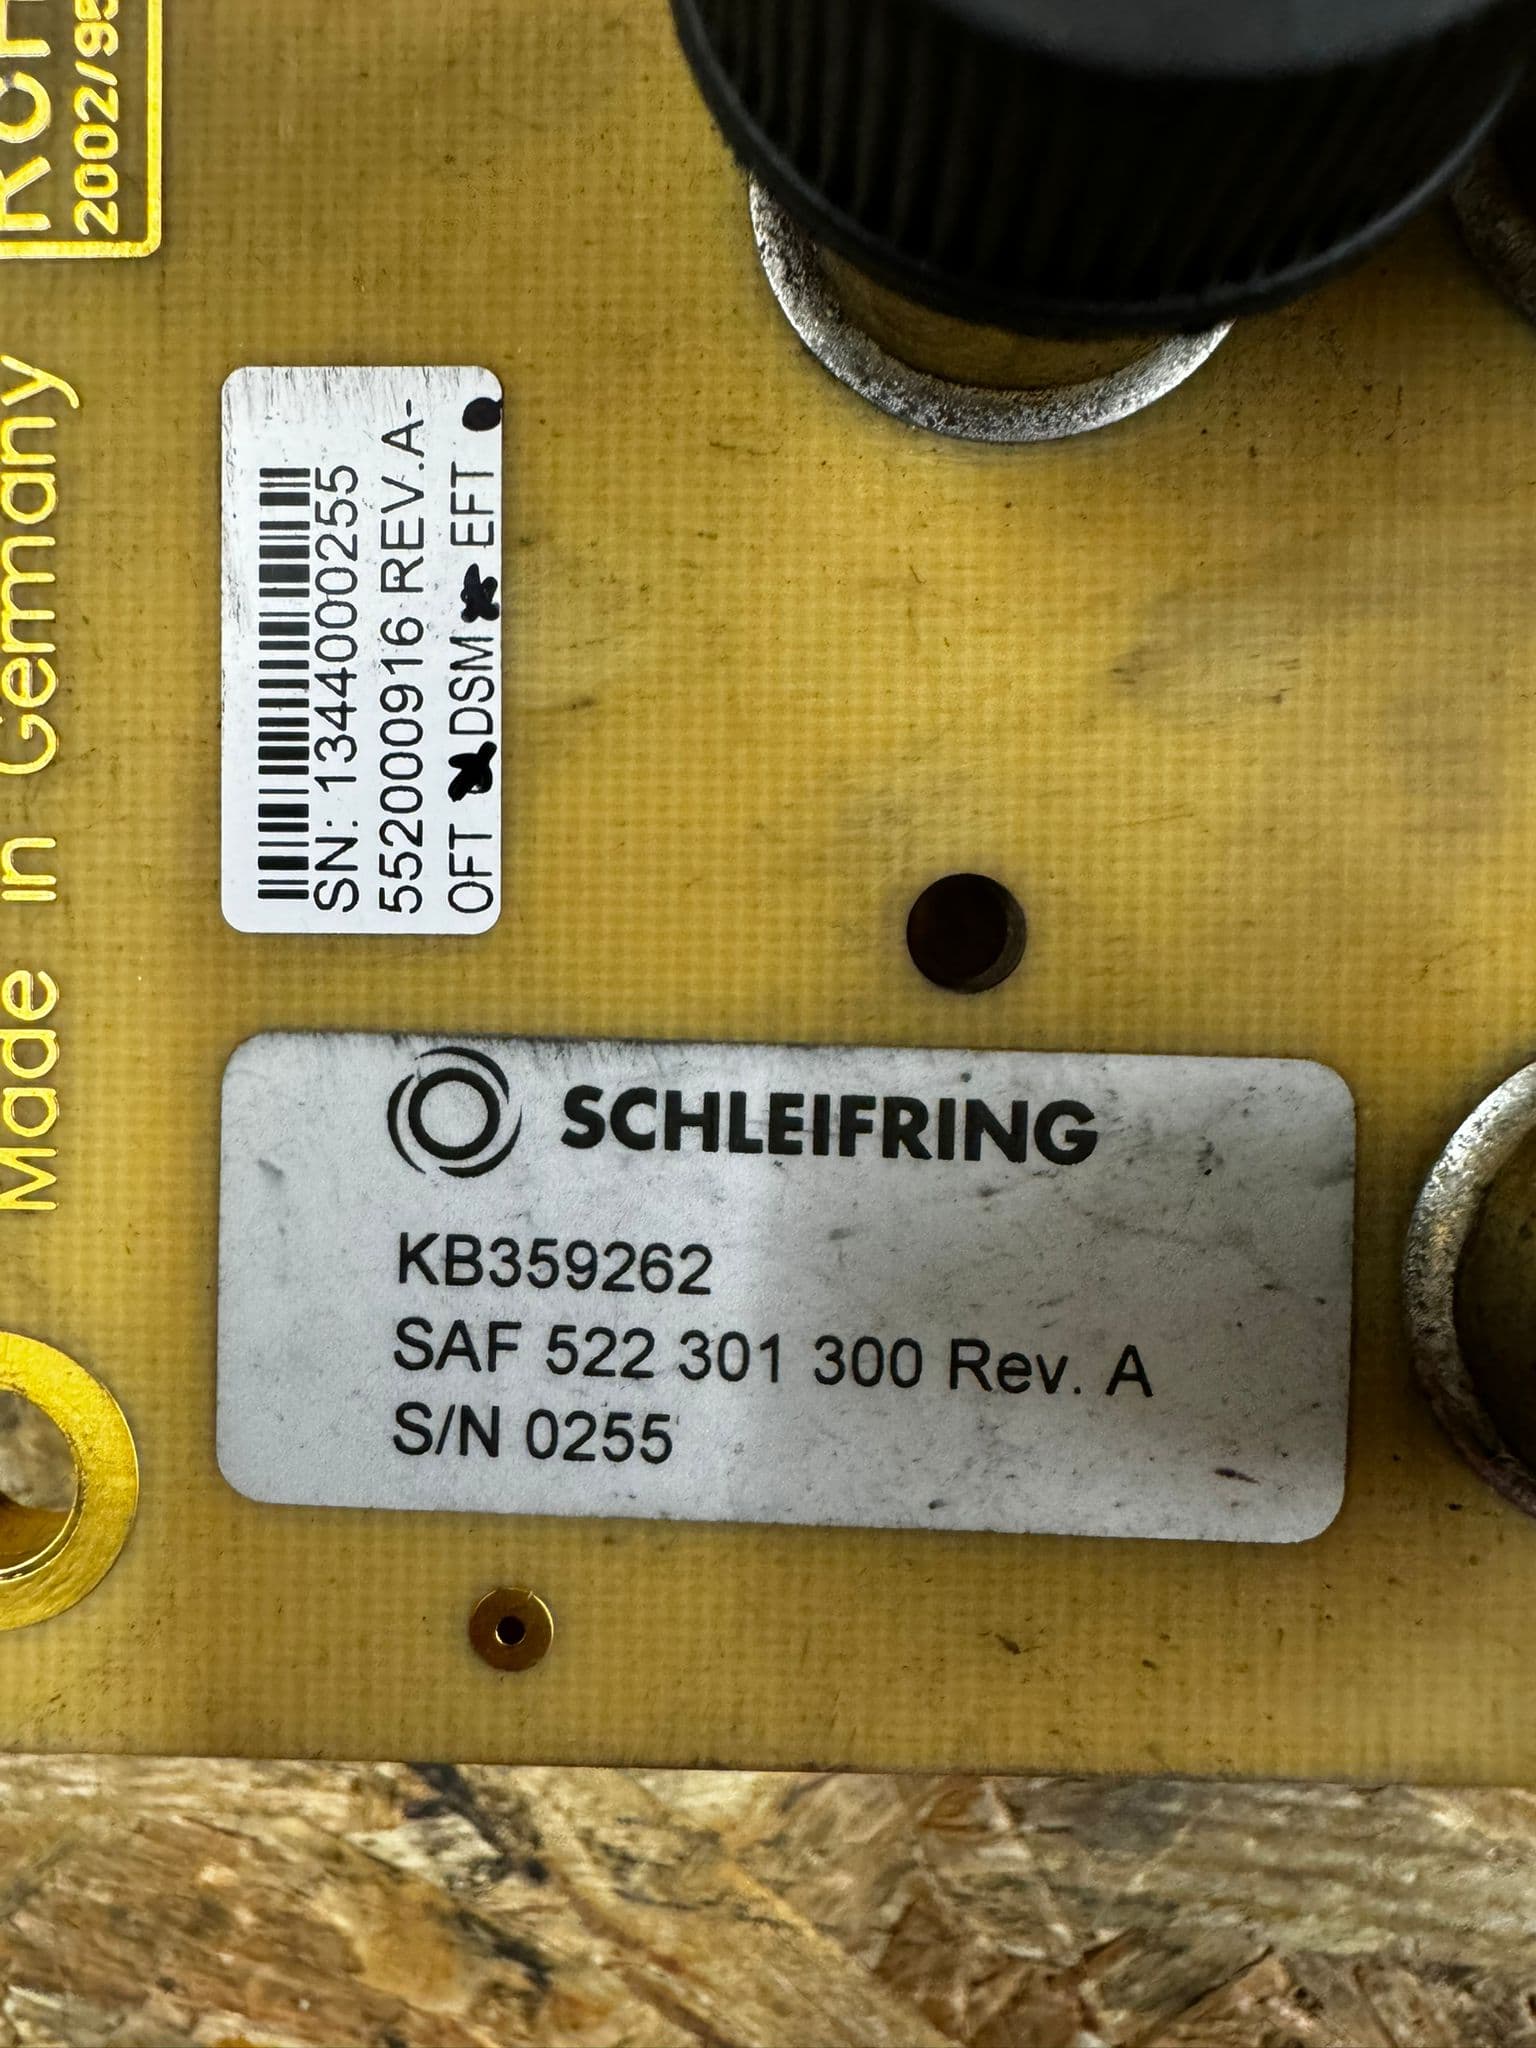 2002/95
Made in Germany
SN: 1344000255
5520000916 REV.A-
OFT DSM EFT
SCHLEIFRING
KB359262
SAF 522 301 300 Rev. A
S/N 0255